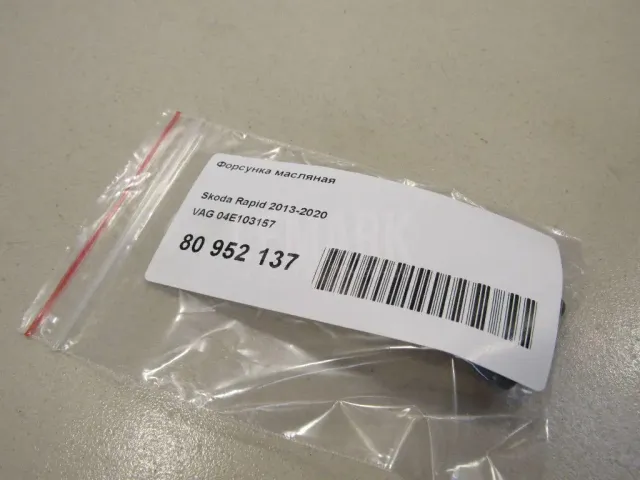 Форсунка масляная
Skoda Rapid 2013-2020
VAG 04E103157
80 952 137